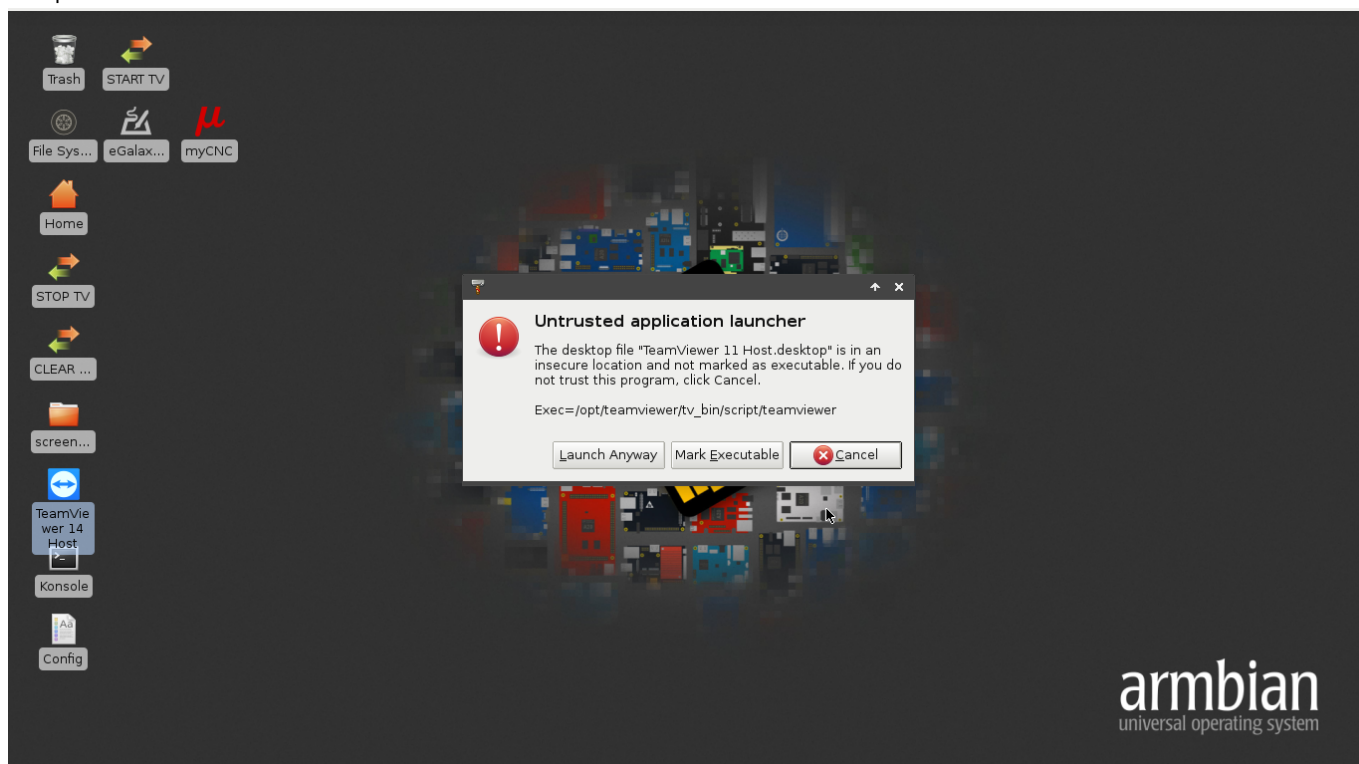 Trash
START TV
File Sys...
eGalax...
myCNC
Home
STOP TV
CLEAR ...
screen...
TeamVie
wer 14
Host
Konsole
Config
Untrusted application launcher
The desktop file "TeamViewer 11 Host.desktop" is in an
insecure location and not marked as executable. If you do
not trust this program, click Cancel.
Exec=/opt/teamviewer/tv_bin/script/teamviewer
Launch Anyway
Mark Executable
Cancel
armbian
universal operating system